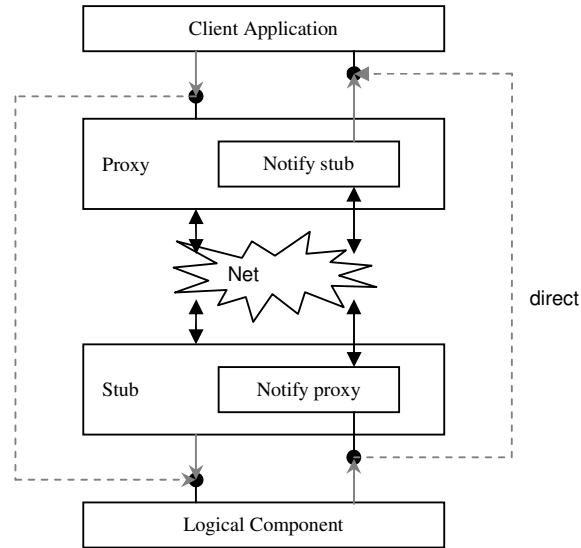 Client Application
Proxy
Notify stub
Net
direct
Stub
Notify proxy
Logical Component